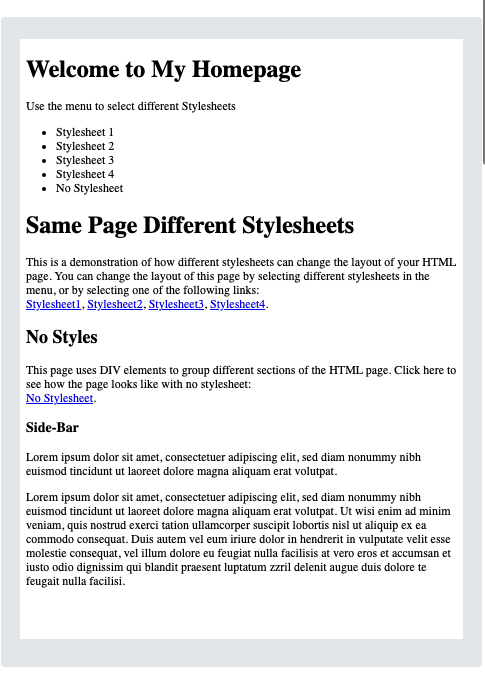 Welcome to My Homepage
Use the menu to select different Stylesheets
• Stylesheet 1
• Stylesheet 2
• Stylesheet 3
• Stylesheet 4
• No Stylesheet
Same Page Different Stylesheets
This is a demonstration of how different stylesheets can change the layout of your HTML
page. You can change the layout of this page by selecting different stylesheets in the
menu, or by selecting one of the following links:
Stylesheet1, Stylesheet2, Stylesheet3, Stylesheet4.
No Styles
This page uses DIV elements to group different sections of the HTML page. Click here to
see how the page looks like with no stylesheet:
No Stylesheet.
Side-Bar
Lorem ipsum dolor sit amet, consectetuer adipiscing elit, sed diam nonummy nibh
euismod tincidunt ut laoreet dolore magna aliquam erat volutpat.
Lorem ipsum dolor sit amet, consectetuer adipiscing elit, sed diam nonummy nibh
euismod tincidunt ut laoreet dolore magna aliquam erat volutpat. Ut wisi enim ad minim
veniam, quis nostrud exerci tation ullamcorper suscipit lobortis nisl ut aliquip ex ea
commodo consequat. Duis autem vel eum iriure dolor in hendrerit in vulputate velit esse
molestie consequat, vel illum dolore eu feugiat nulla facilisis at vero eros et accumsan et
iusto odio dignissim qui blandit praesent luptatum zzril delenit augue duis dolore te
feugait nulla facilisi.